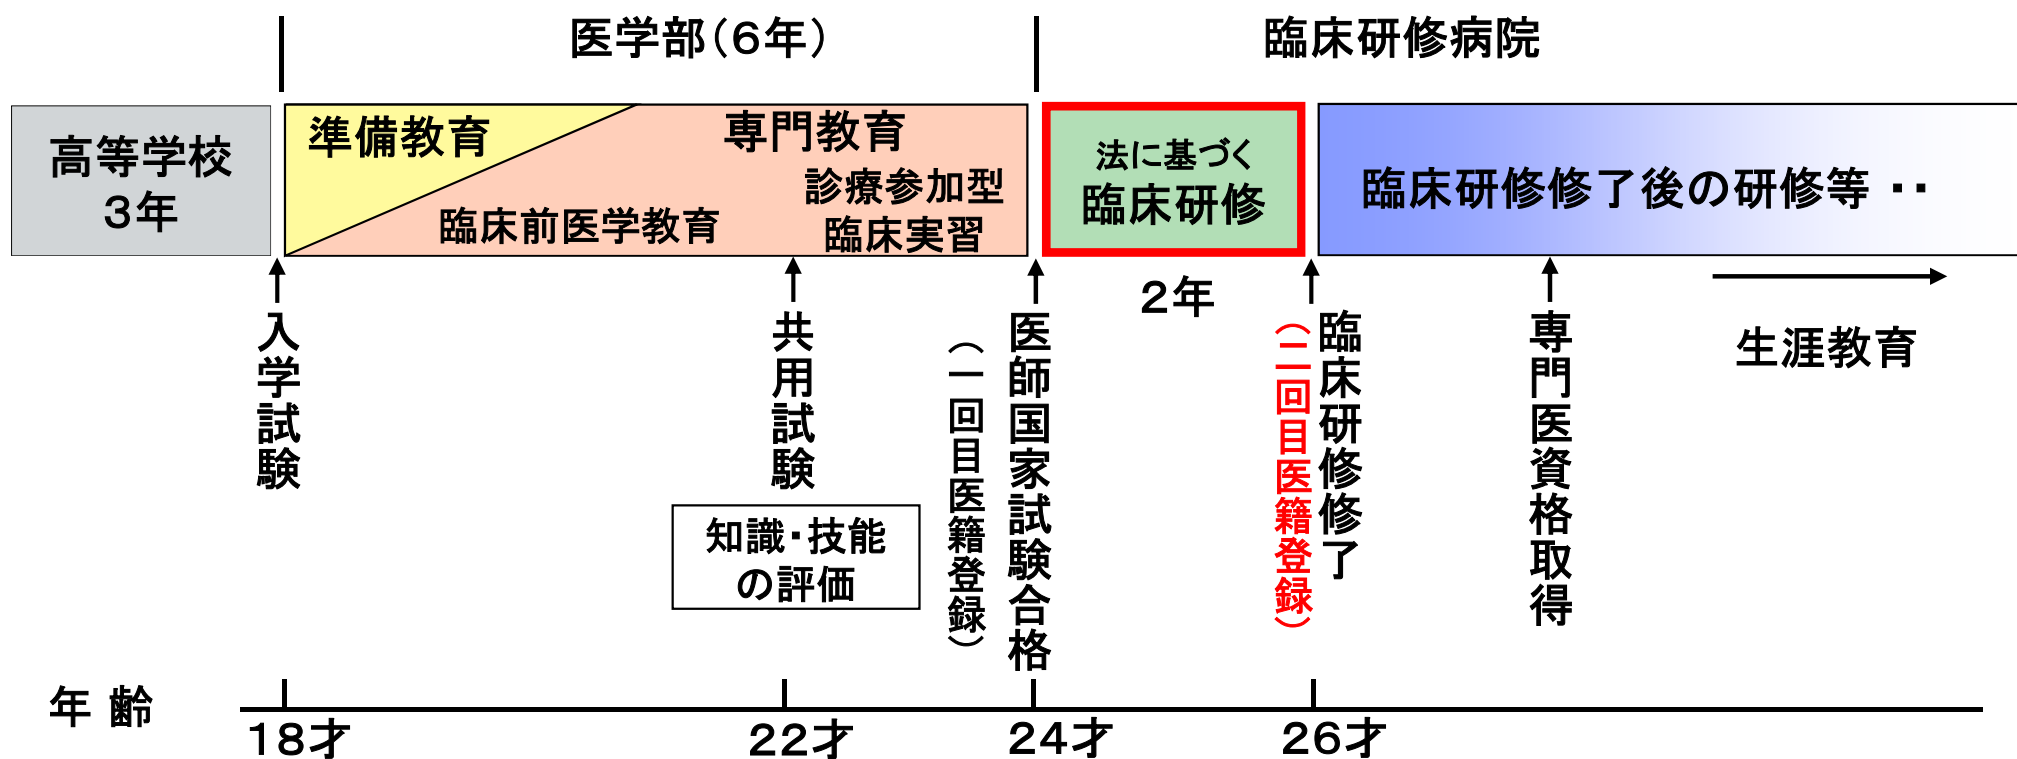 医学部（６年）
臨床研修病院
高等学校
３年
準備教育
専門教育
診療参加型
臨床実習
臨床前医学教育
法に基づく
臨床研修
臨床研修修了後の研修等 ・・
２年
生涯教育
入学試験
共用試験
知識・技能
の評価
（一回目医籍登録）
医師国家試験合格
（二回目医籍登録）
臨床研修修了
専門医資格取得
年 齢
１８才
２２才
２４才
２６才